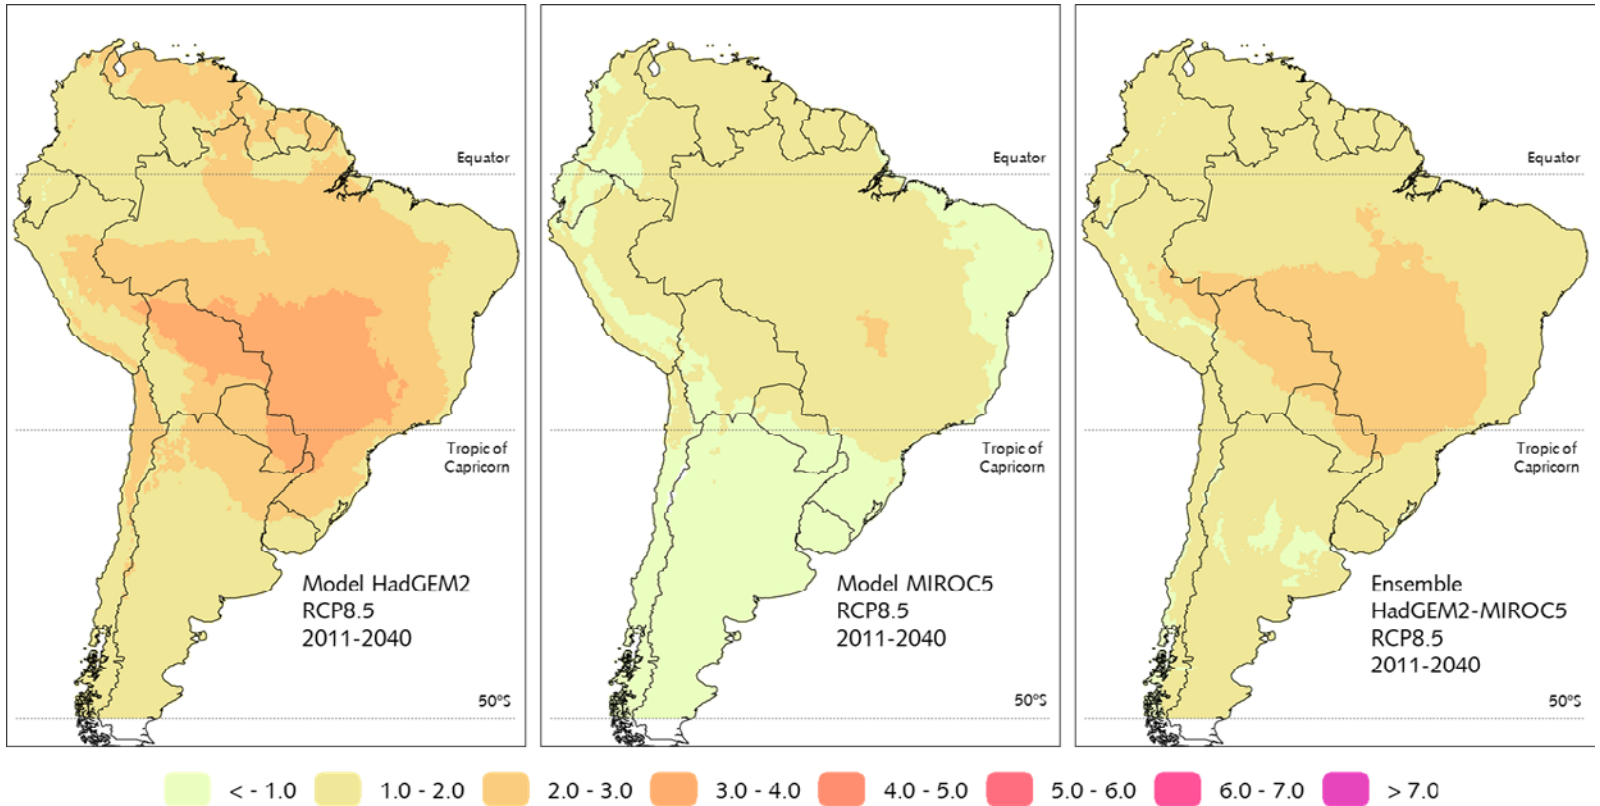 Equator
Tropic of
Capricorn
Model HadGEM2
RCP8.5
2011-2040
50ºS
Equator
Tropic of
Capricorn
Model MIROC5
RCP8.5
2011-2040
50ºS
Equator
Tropic of
Capricorn
Ensemble
HadGEM2-MIROC5
RCP8.5
2011-2040
50ºS
< - 1.0
1.0 - 2.0
2.0 - 3.0
3.0 - 4.0
4.0 - 5.0
5.0 - 6.0
6.0 - 7.0
> 7.0